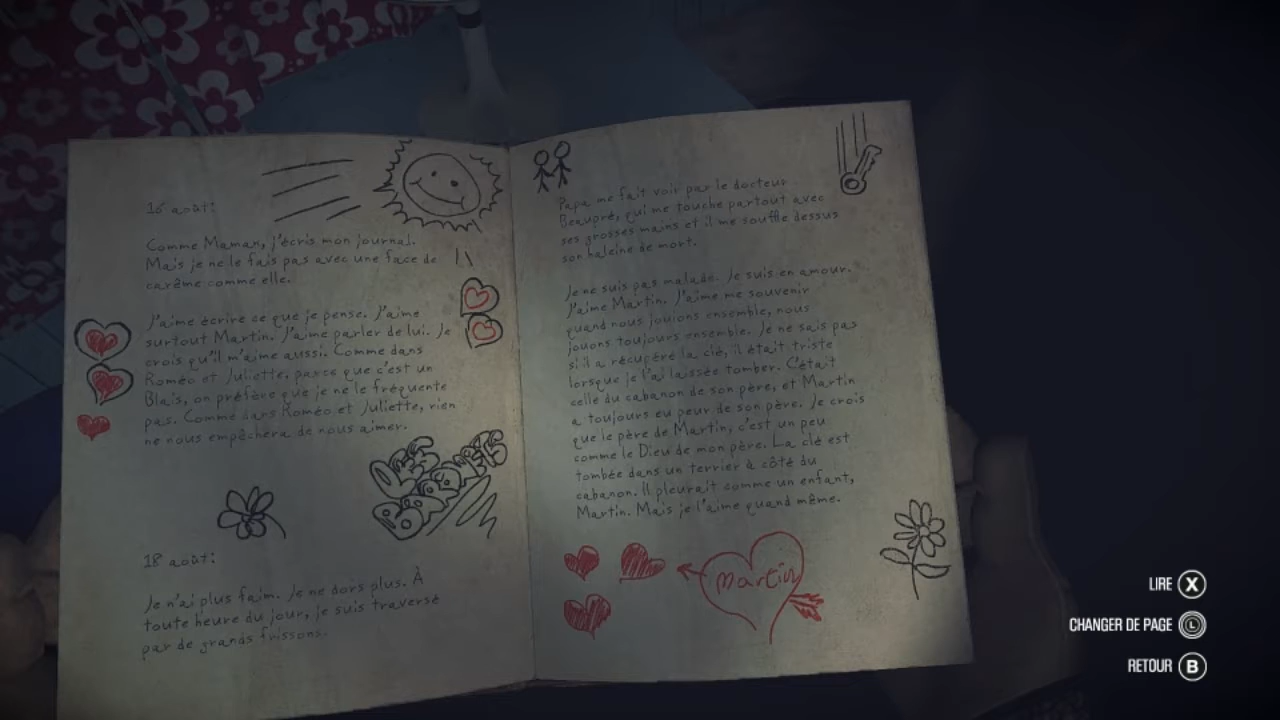 16 août:
Comme Maman, j'écris mon journal.
Mais je ne le fais pas avec une face de
carême comme elle.
J'aime écrire ce que je pense. J'aime
surtout Martin. J'aime parler de lui. Je
crois qu'il m'aime aussi. Comme dans
Roméo et Juliette, parce que c'est un
Blais, on préfère que je ne le fréquente
pas. Comme dans Roméo et Juliette, rien
ne nous empêchera de nous aimer.
18 août:
Je n'ai plus faim. Je ne dors plus. À
toute heure du jour, je suis traversé
par de grands frissons.
Papa me fait voir par le docteur
Beaupré, qui me touche partout avec
ses grosses mains et il me souffle dessus
son haleine de mort.
Je ne suis pas malade. Je suis en amour.
J'aime Martin. J'aime me souvenir
quand nous jouions ensemble, nous
jouons toujours ensemble. Je ne sais pas
si il a récupéré la clé, il était triste
lorsque je l'ai laissée tomber. C'était
celle du cabanon de son père, et Martin
a toujours eu peur de son père. Je crois
que le père de Martin, c'est un peu
comme le Dieu de mon père. La clé est
tombée dans un terrier à côté du
cabanon. Il pleurait comme un enfant,
Martin. Mais je l'aime quand même.
Martin
LIRE X
CHANGER DE PAGE L
RETOUR B